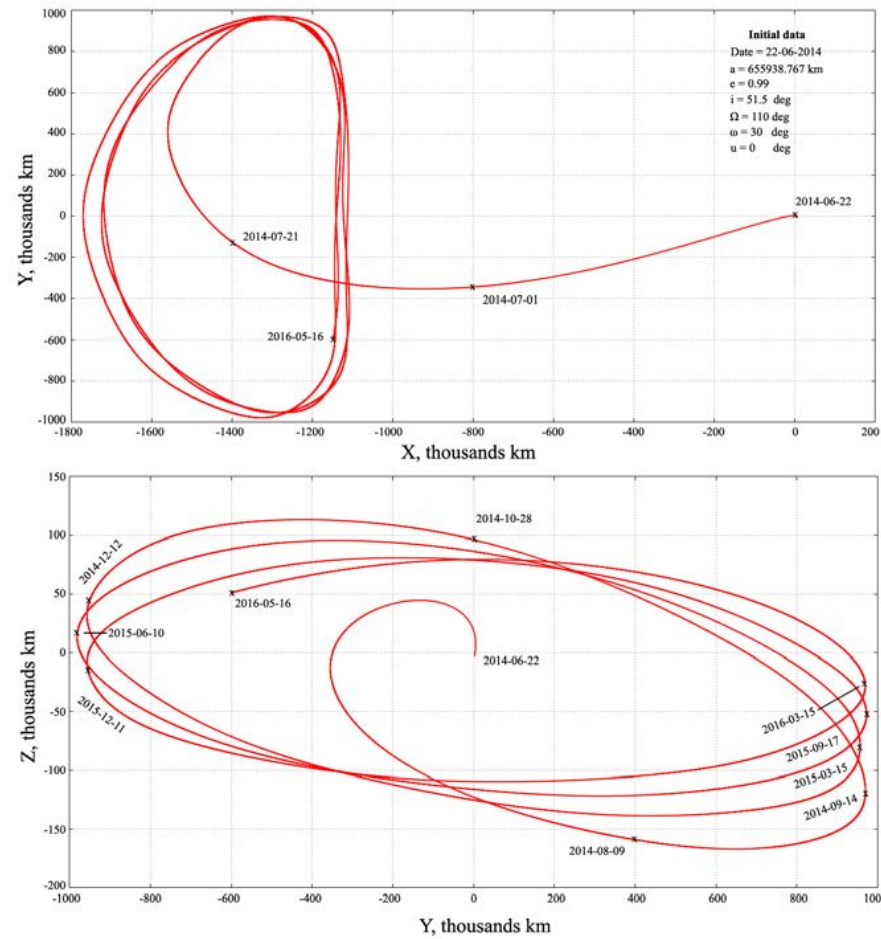 1000
800
600
400
200
0
-200
-400
-600
-800
-1000
Y, thousands km
Initial data
Date = 22-06-2014
a = 655938.767 km
e = 0.99
i = 51.5 deg
Ω = 110 deg
ω = 30 deg
u = 0 deg
2014-06-22
2014-07-21
2014-07-01
2016-05-16
-1800 -1600 -1400 -1200 -1000 -800 -600 -400 -200 0 200
X, thousands km
150
100
50
0
-50
-100
-150
-200
Z, thousands km
2014-10-28
2014-12-12
2016-05-16
2015-06-10
2014-06-22
2015-12-11
2016-03-15
2015-09-17
2015-03-15
2014-09-14
2014-08-09
-1000 -800 -600 -400 -200 0 200 400 600 800 100
Y, thousands km